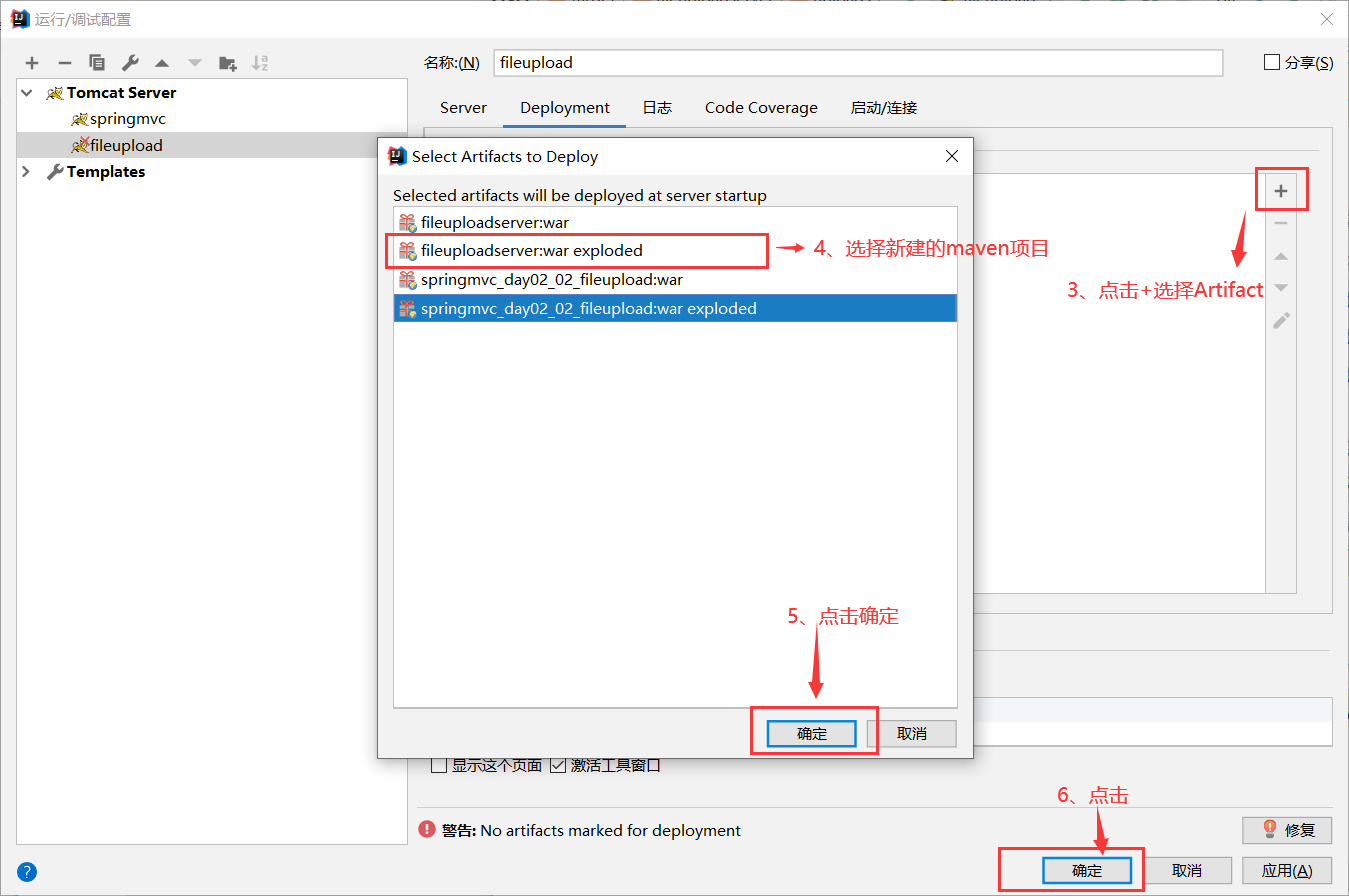 运行/调试配置
名称:(N) fileupload 分享(S)
Tomcat Server
springmvc
fileupload
Templates
Server Deployment 日志 Code Coverage 启动/连接
Select Artifacts to Deploy
Selected artifacts will be deployed at server startup
fileuploadserver:war
fileuploadserver:war exploded
springmvc_day02_02_fileupload:war
springmvc_day02_02_fileupload:war exploded
4、选择新建的maven项目
3、点击+选择Artifact
5、点击确定
确定 取消
显示这个页面 激活工具窗口
6、点击
警告: No artifacts marked for deployment
修复
确定 取消 应用(A)